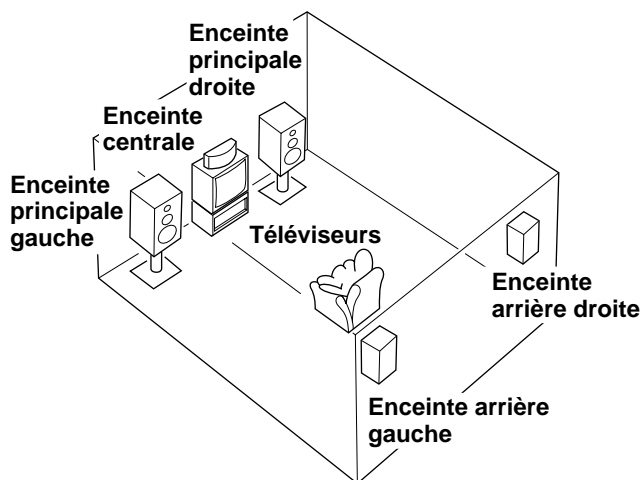 Enceinte
principale
droite
Enceinte
centrale
Enceinte
principale
gauche
Téléviseurs
Enceinte
arrière droite
Enceinte arrière
gauche